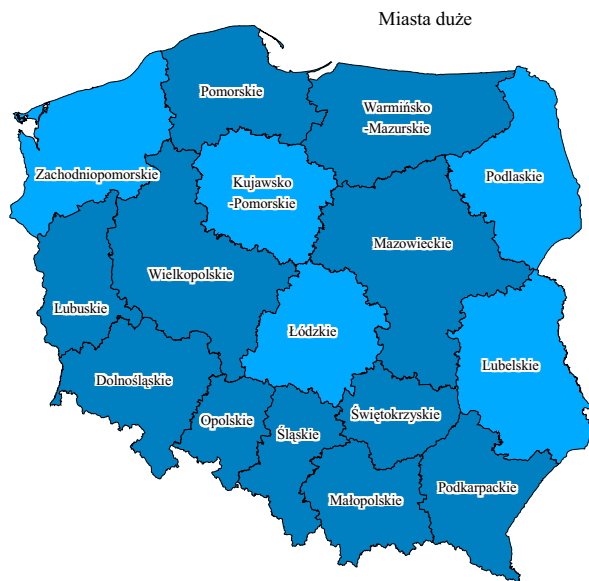 Miasta duże
Pomorskie
Warmińsko
-Mazurskie
Zachodniopomorskie
Kujawsko
-Pomorskie
Podlaskie
Mazowieckie
Wielkopolskie
Lubuskie
Łódzkie
Lubelskie
Dolnośląskie
Opolskie
Śląskie
Świętokrzyskie
Małopolskie
Podkarpackie